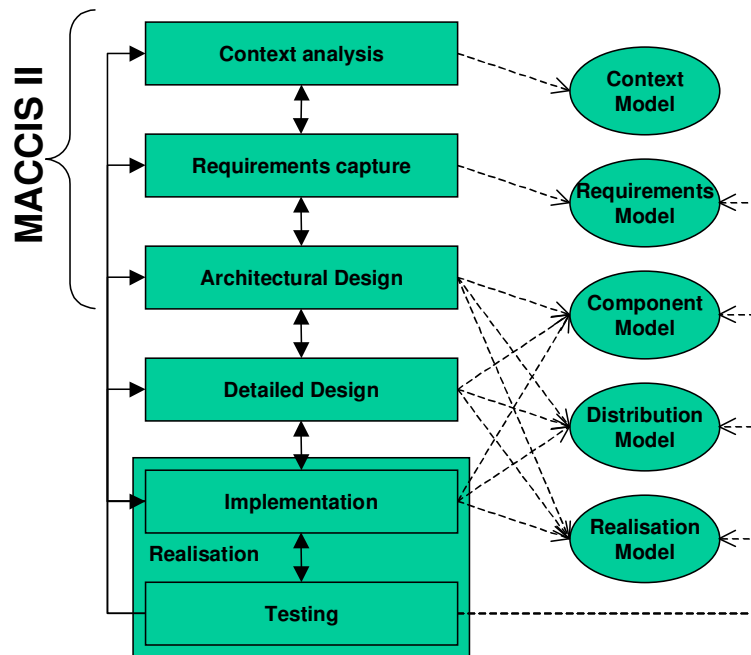 MACCIS II
Context analysis
Context
Model
Requirements capture
Requirements
Model
Architectural Design
Component
Model
Detailed Design
Distribution
Model
Implementation
Realisation
Realisation
Model
Testing